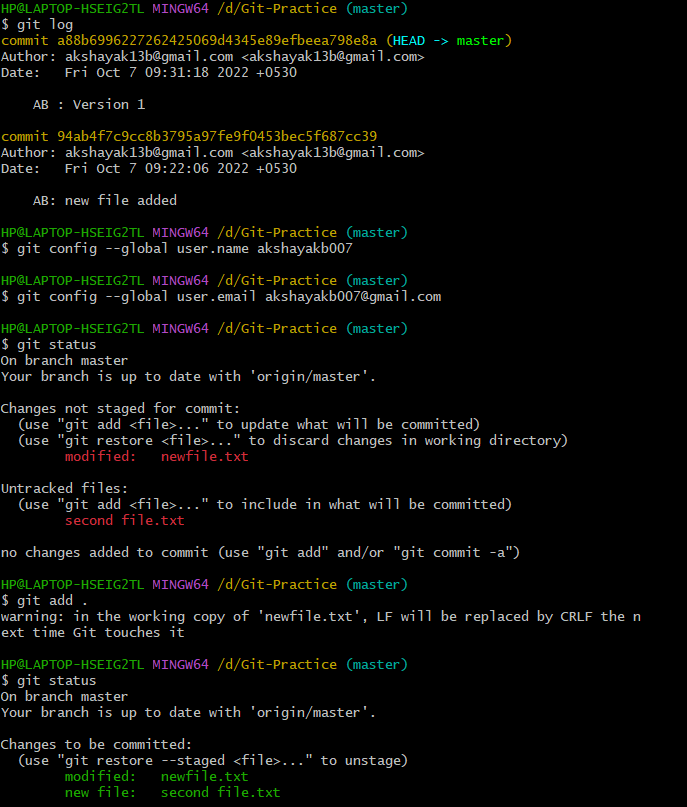 HP@LAPTOP-HSEIG2TL MINGW64 /d/Git-Practice (master)
$ git log
commit a88b6996227262425069d4345e89efbeea798e8a (HEAD -> master)
Author: akshayak13b@gmail.com <akshayak13b@gmail.com>
Date:   Fri Oct 7 09:31:18 2022 +0530

    AB : Version 1

commit 94ab4f7c9cc8b3795a97fe9f0453bec5f687cc39
Author: akshayak13b@gmail.com <akshayak13b@gmail.com>
Date:   Fri Oct 7 09:22:06 2022 +0530

    AB: new file added

HP@LAPTOP-HSEIG2TL MINGW64 /d/Git-Practice (master)
$ git config --global user.name akshayakb007

HP@LAPTOP-HSEIG2TL MINGW64 /d/Git-Practice (master)
$ git config --global user.email akshayakb007@gmail.com

HP@LAPTOP-HSEIG2TL MINGW64 /d/Git-Practice (master)
$ git status
On branch master
Your branch is up to date with 'origin/master'.

Changes not staged for commit:
  (use "git add <file>..." to update what will be committed)
  (use "git restore <file>..." to discard changes in working directory)
        modified:   newfile.txt

Untracked files:
  (use "git add <file>..." to include in what will be committed)
        second file.txt

no changes added to commit (use "git add" and/or "git commit -a")

HP@LAPTOP-HSEIG2TL MINGW64 /d/Git-Practice (master)
$ git add .
warning: in the working copy of 'newfile.txt', LF will be replaced by CRLF the n
ext time Git touches it

HP@LAPTOP-HSEIG2TL MINGW64 /d/Git-Practice (master)
$ git status
On branch master
Your branch is up to date with 'origin/master'.

Changes to be committed:
  (use "git restore --staged <file>..." to unstage)
        modified:   newfile.txt
        new file:   second file.txt